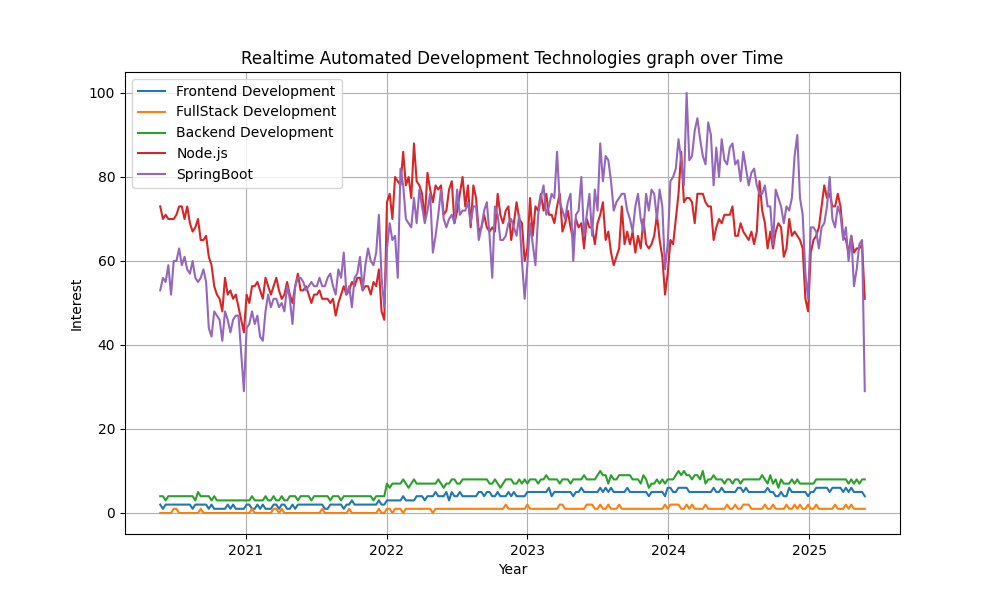 Realtime Automated Development Technologies graph over Time
Frontend Development
FullStack Development
Backend Development
Node.js
SpringBoot
100
80
60
40
20
0
Interest
2021
2022
2023
2024
2025
Year